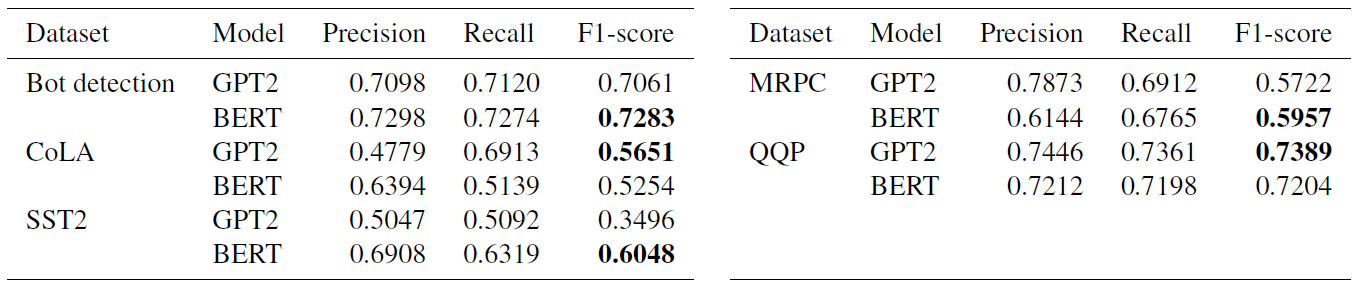 Dataset Model Precision Recall F1-score
Bot detection GPT2 0.7098 0.7120 0.7061
BERT 0.7298 0.7274 0.7283
CoLA GPT2 0.4779 0.6913 0.5651
BERT 0.6394 0.5139 0.5254
SST2 GPT2 0.5047 0.5092 0.3496
BERT 0.6908 0.6319 0.6048
Dataset Model Precision Recall F1-score
MRPC GPT2 0.7873 0.6912 0.5722
BERT 0.6144 0.6765 0.5957
QQP GPT2 0.7446 0.7361 0.7389
BERT 0.7212 0.7198 0.7204